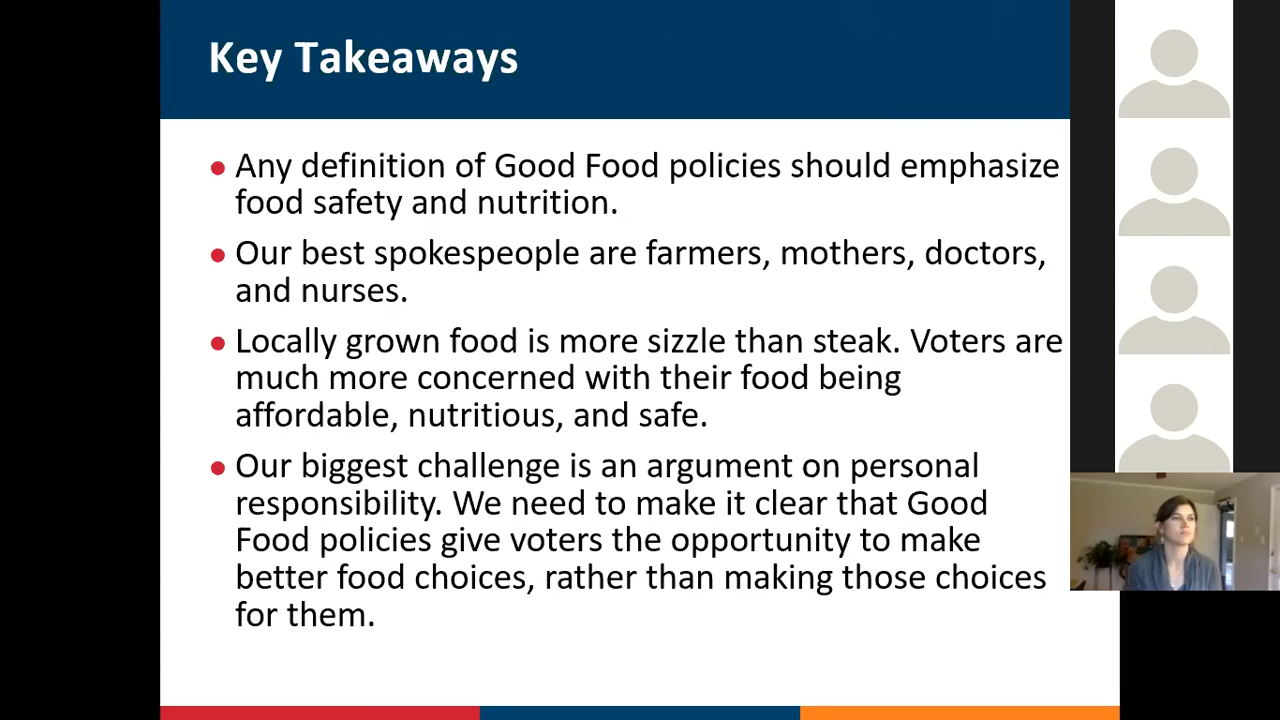 Key Takeaways
Any definition of Good Food policies should emphasize
food safety and nutrition.
Our best spokespeople are farmers, mothers, doctors,
and nurses.
Locally grown food is more sizzle than steak. Voters are
much more concerned with their food being
affordable, nutritious, and safe.
Our biggest challenge is an argument on personal
responsibility. We need to make it clear that Good
Food policies give voters the opportunity to make
better food choices, rather than making those choices
for them.